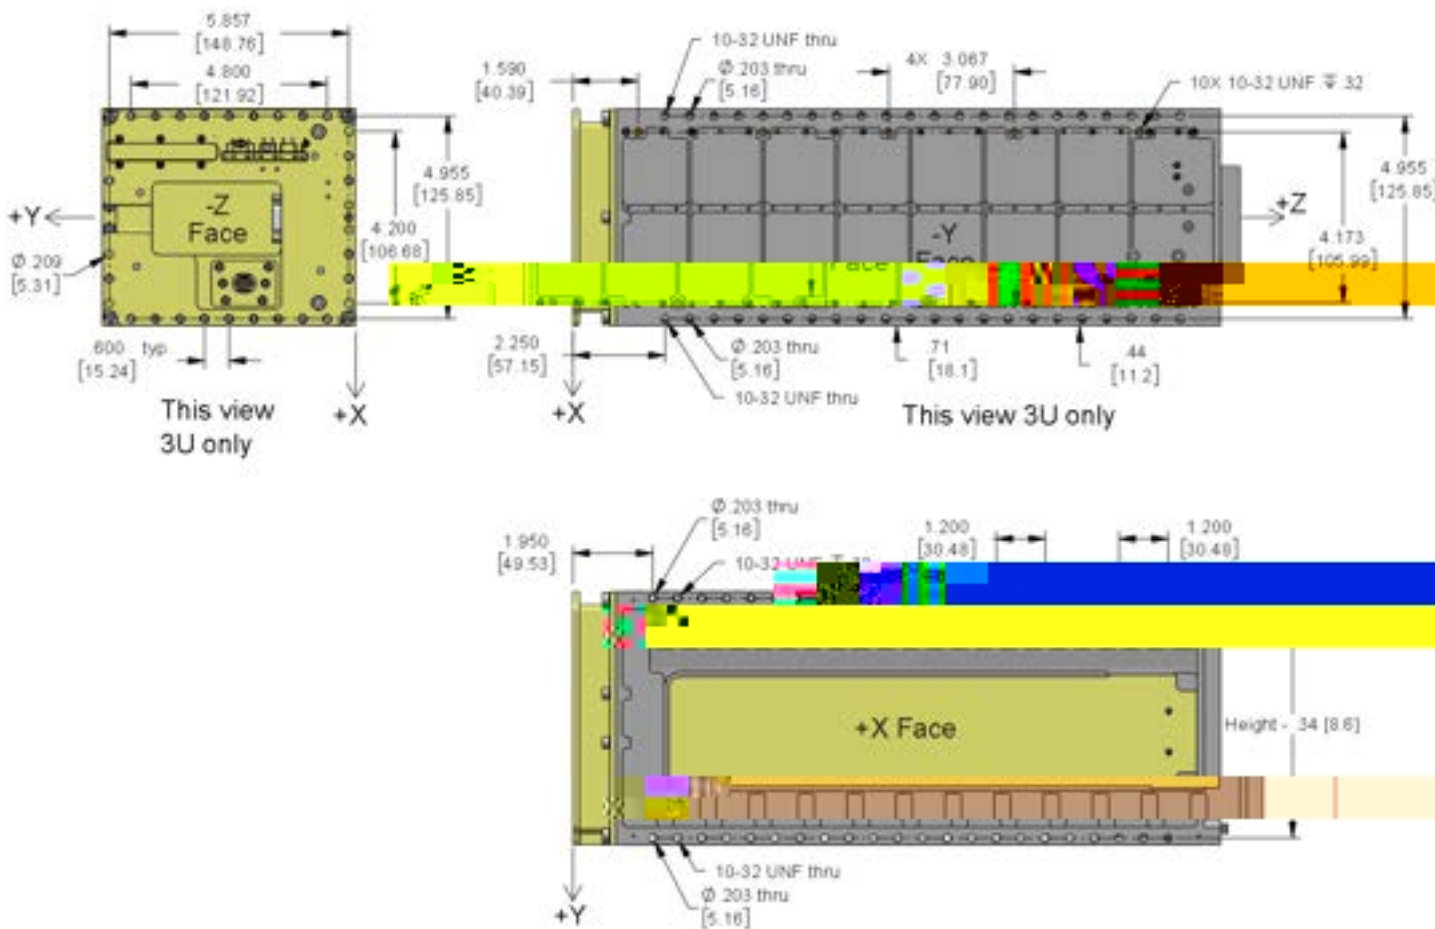 5.857
[148.76]
4.800
[121.92]
4.955
[125.85]
4.200
[106.68]
+Y
-Z
Face
Ø.209
[5.31]
.600 typ
[15.24]
This view
3U only
+X
1.590
[40.39]
10-32 UNF thru
Ø.203 thru
[5.16]
4X 3.067
[77.90]
10X 10-32 UNF ↧ .32
4.955
[125.85]
+Z
4.173
[105.99]
-Y
Face
2.250
[57.15]
Ø.203 thru
[5.16]
10-32 UNF thru
.71
[18.1]
.44
[11.2]
+X
This view 3U only
Ø.203 thru
[5.16]
1.950
[49.53]
10-32 UNF
1.200
[30.48]
1.200
[30.48]
+X Face
Height - .34 [8.6]
10-32 UNF thru
Ø.203 thru
[5.16]
+Y